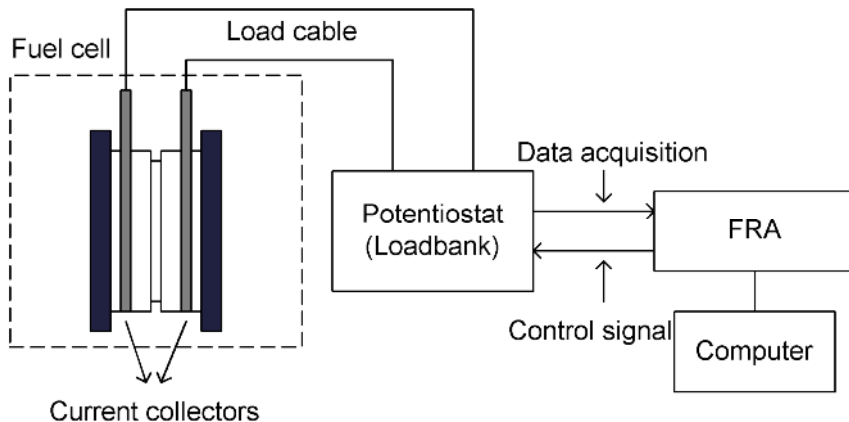 Load cable
Fuel cell
Data acquisition
Potentiostat
(Loadbank)
FRA
Control signal
Computer
Current collectors